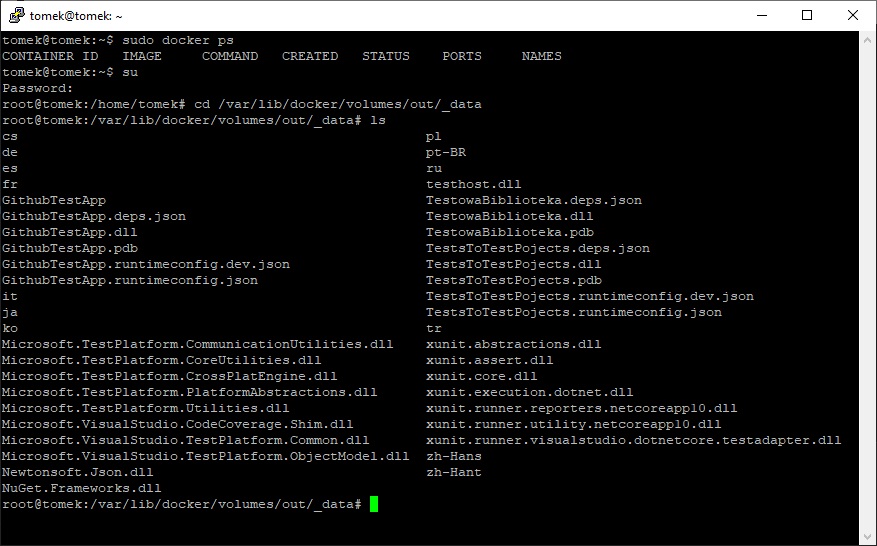 tomek@tomek: ~
tomek@tomek:~$ sudo docker ps
CONTAINER ID   IMAGE     COMMAND   CREATED   STATUS    PORTS     NAMES
tomek@tomek:~$ su
Password:
root@tomek:/home/tomek# cd /var/lib/docker/volumes/out/_data
root@tomek:/var/lib/docker/volumes/out/_data# ls
cs                                                   pl
de                                                   pt-BR
es                                                   ru
fr                                                   testhost.dll
GithubTestApp                                        TestowaBiblioteka.deps.json
GithubTestApp.deps.json                              TestowaBiblioteka.dll
GithubTestApp.dll                                    TestowaBiblioteka.pdb
GithubTestApp.pdb                                    TestsToTestPojects.deps.json
GithubTestApp.runtimeconfig.dev.json                 TestsToTestPojects.dll
GithubTestApp.runtimeconfig.json                     TestsToTestPojects.pdb
it                                                   TestsToTestPojects.runtimeconfig.dev.json
ja                                                   TestsToTestPojects.runtimeconfig.json
ko                                                   tr
Microsoft.TestPlatform.CommunicationUtilities.dll    xunit.abstractions.dll
Microsoft.TestPlatform.CoreUtilities.dll             xunit.assert.dll
Microsoft.TestPlatform.CrossPlatEngine.dll           xunit.core.dll
Microsoft.TestPlatform.PlatformAbstractions.dll      xunit.execution.dotnet.dll
Microsoft.TestPlatform.Utilities.dll                 xunit.runner.reporters.netcoreapp10.dll
Microsoft.VisualStudio.CodeCoverage.Shim.dll         xunit.runner.utility.netcoreapp10.dll
Microsoft.VisualStudio.TestPlatform.Common.dll       xunit.runner.visualstudio.dotnetcore.testadapter.dll
Microsoft.VisualStudio.TestPlatform.ObjectModel.dll  zh-Hans
Newtonsoft.Json.dll                                  zh-Hant
NuGet.Frameworks.dll
root@tomek:/var/lib/docker/volumes/out/_data#